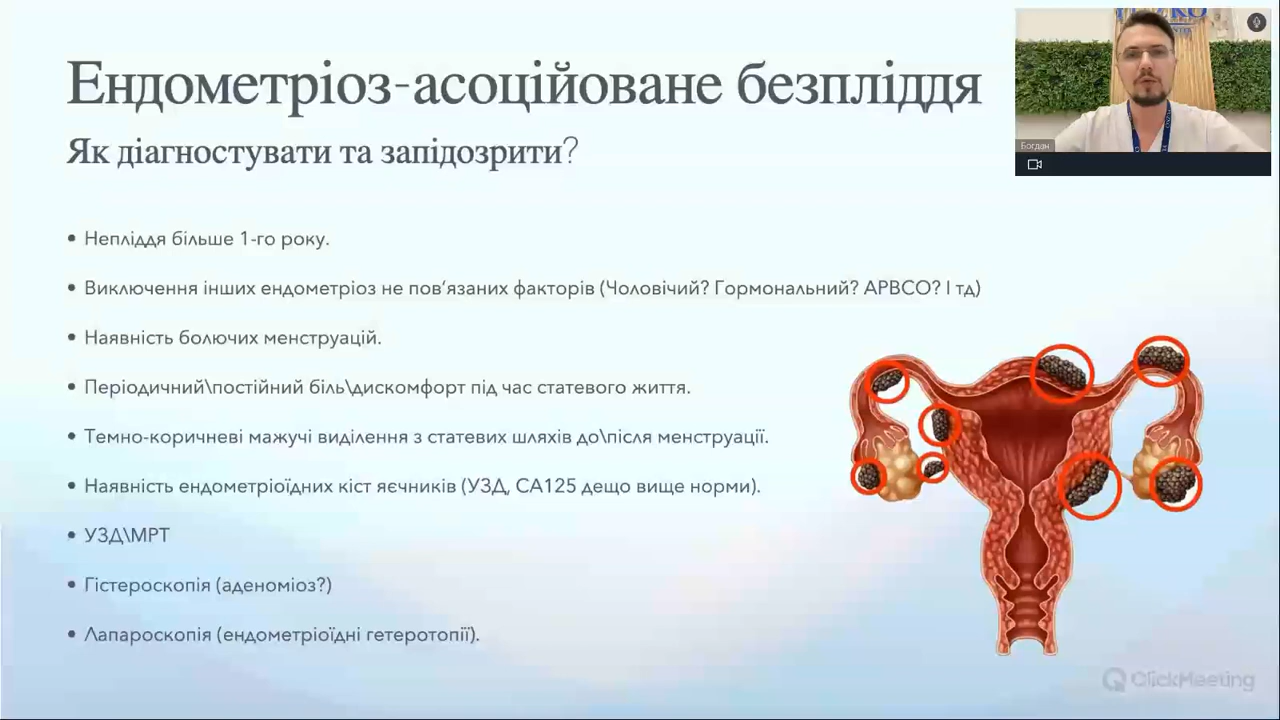 Ендометріоз-асоційоване безпліддя
Як діагностувати та запідозрити?
• Непліддя більше 1-го року.
• Виключення інших ендометріоз не пов'язаних факторів (Чоловічий? Гормональний? АРВСО? І тд)
• Наявність болючих менструацій.
• Періодичний\постійний біль\дискомфорт під час статевого життя.
• Темно-коричневі мажучі виділення з статевих шляхів до\після менструації.
• Наявність ендометріоїдних кіст яєчників (УЗД, СА125 дещо вище норми).
• УЗД\МРТ
• Гістероскопія (аденоміоз?)
• Лапароскопія (ендометріоїдні гетеротопії).
Богдан
ClickMeeting